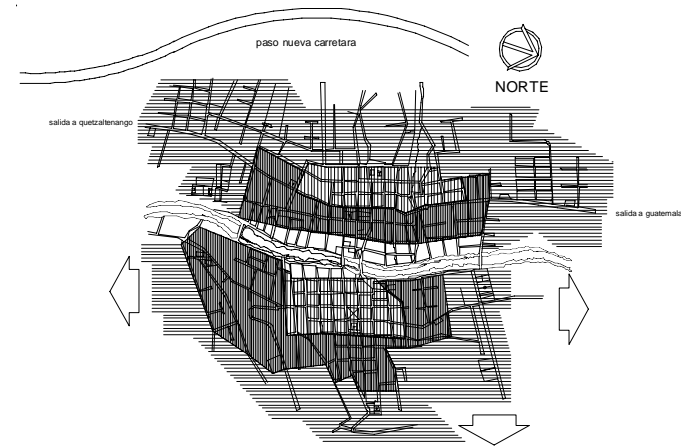 paso nueva carretara
NORTE
salida a quetzaltenango
salida a guatemala